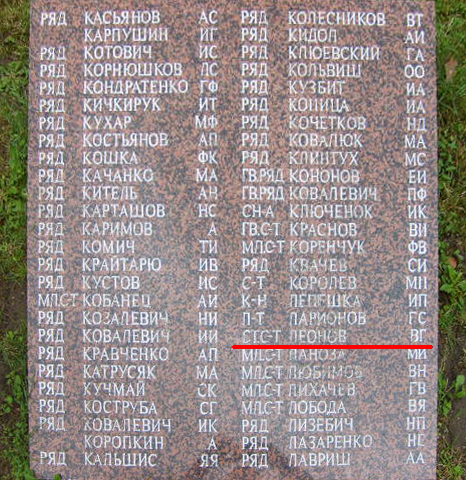 РЯД КАСЬЯНОВ АС РЯД КОЛЕСНИКОВ ВТ
КАРПУШИН ИГ РЯД КИДОЛ АИ
РЯД КОТОВИЧ ИС РЯД КЛЮЕВСКИЙ ГА
РЯД КОРНЮШКОВ ЛС РЯД КОЛЬВИШ ОО
РЯД КОНДРАТЕНКО ГФ РЯД КУЗБИТ ИА
РЯД КИЧКИРУК ИТ РЯД КОЦИЦА ИА
РЯД КУХАР МФ РЯД КОЧЕТКОВ НД
РЯД КОСТЬЯНОВ АП РЯД КОВАЛЮК МА
РЯД КОШКА ФК РЯД КЛИНТУХ МС
РЯД КАЧАНКО МА ГВ.РЯД КОНОНОВ ЕИ
РЯД КИТЕЛЬ АН ГВ.РЯД КОВАЛЕВИЧ ПФ
РЯД КАРТАШОВ НС СН-А КЛЮЧЕНОК ИК
РЯД КАРИМОВ А ГВ.С-Т КРАСНОВ ВИ
РЯД КОМИЧ ТИ МЛ.С-Т КОРЕНЧУК ФВ
РЯД КРАЙТАРЮ ИВ РЯД КВАЧЕВ СИ
РЯД КУСТОВ ИС С-Т КОРОЛЕВ МП
МЛ.С-Т КОБАНЕЦ АИ К-Н ЛЕПЕШКА ИП
РЯД КОЗАЛЕВИЧ НИ Л-Т ЛАРИОНОВ ГС
РЯД КОВАЛЕВИЧ ИИ СТ.С-Т ЛЕОНОВ ВГ
РЯД КРАВЧЕНКО АП МЛ.С-Т ЛАНОЗА МИ
РЯД КАТРУСЯК МА МЛ.С-Т ЛЮБИМОВ ВН
РЯД КУЧМАЙ СК МЛ.С-Т ЛИХАЧЕВ ГВ
РЯД КОСТРУБА СГ МЛ.С-Т ЛОБОДА ВЯ
РЯД КОВАЛЕВИЧ ИК РЯД ЛИЗЕБИЧ НП
КОРОПКИН А РЯД ЛАЗАРЕНКО НЕ
РЯД КАЛЬШИС ЯЯ РЯД ЛАВРИШ АА